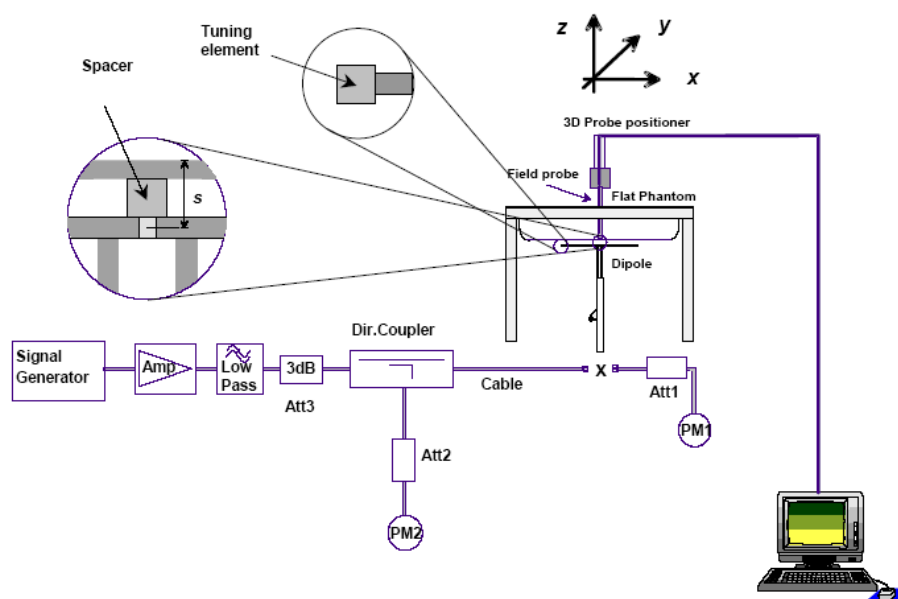 Tuning
element
Spacer
s
z
y
x
3D Probe positioner
Field probe
Flat Phantom
Dipole
Dir.Coupler
Signal
Generator
Amp
Low
Pass
3dB
Att3
Cable
X
Att1
PM1
Att2
PM2